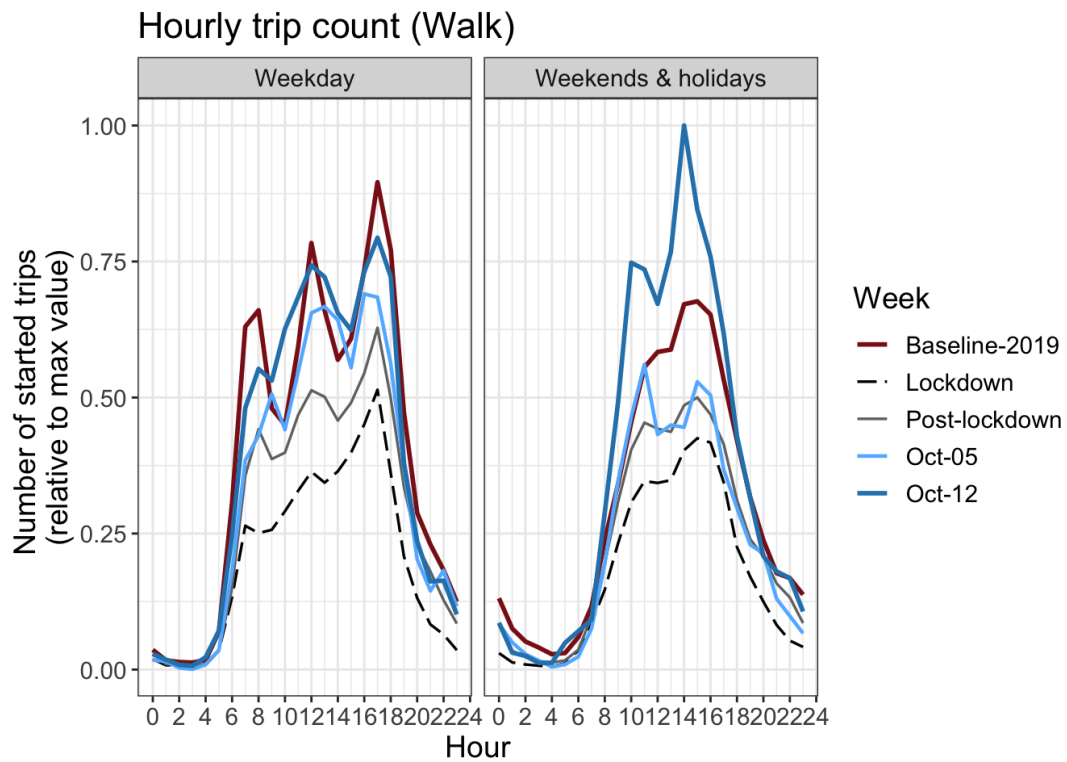 Hourly trip count (Walk)
Weekday
Weekends & holidays
Number of started trips
(relative to max value)
1.00
0.75
0.50
0.25
0.00
0 2 4 6 8 10 12 14 16 18 20 22 24
0 2 4 6 8 10 12 14 16 18 20 22 24
Hour
Week
Baseline-2019
Lockdown
Post-lockdown
Oct-05
Oct-12